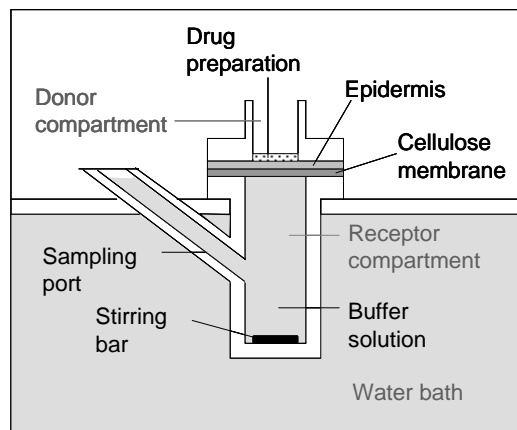 Drug
preparation
Donor
compartment
Epidermis
Cellulose
membrane
Sampling
port
Receptor
compartment
Stirring
bar
Buffer
solution
Water bath